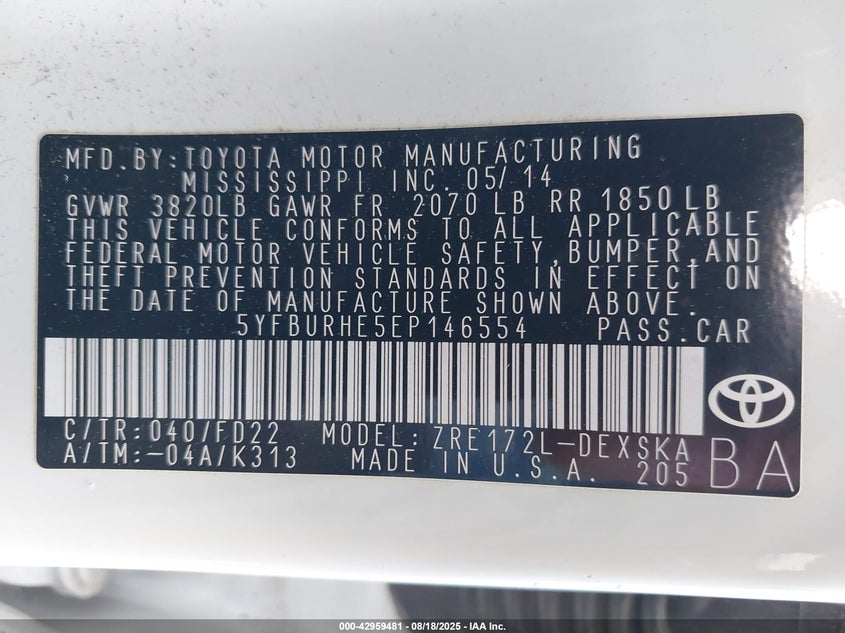 MFD.BY:TOYOTA MOTOR MANUFACTURING
MISSISSIPPI INC. 05/14
GVWR 3820LB GAWR FR 2070 LB RR 1850 LB
THIS VEHICLE CONFORMS TO ALL APPLICABLE
FEDERAL MOTOR VEHICLE SAFETY,BUMPER,AND
THEFT PREVENTION STANDARDS IN EFFECT ON
THE DATE OF MANUFACTURE SHOWN ABOVE.
5YFBURHE5EP146554 PASS.CAR
C/TR:040/FD22 MODEL:ZRE172L-DEXSKA
A/TM:-04A/K313 MADE IN U.S.A. 205 BA
000-42959481 - 08/18/2025 - IAA Inc.